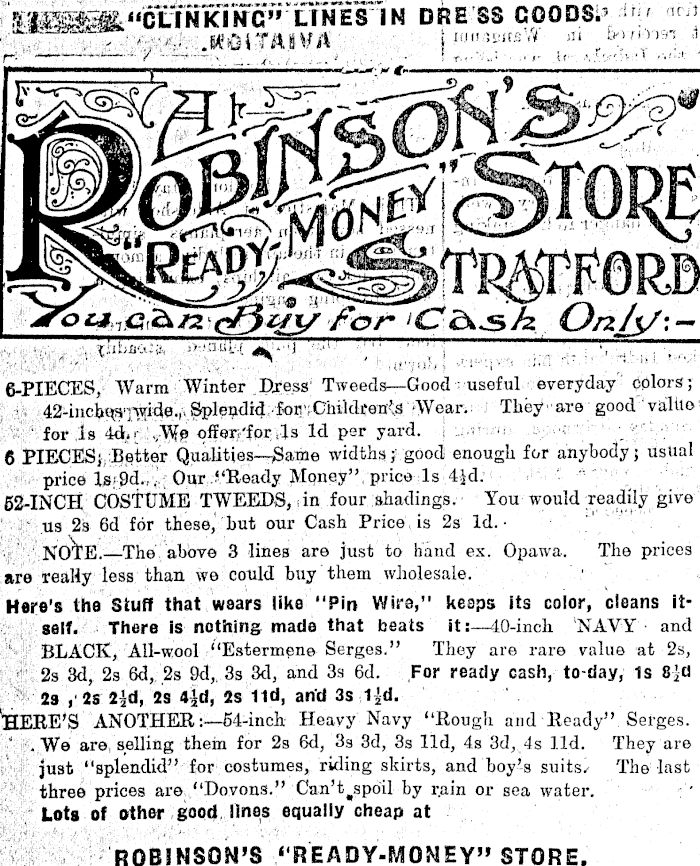 "CLINKING" LINES IN DRESS GOODS.
At
ROBINSON'S
"READY-MONEY" STORE
STRATFORD
You can Buy for Cash Only:-
6-PIECES, Warm Winter Dress Tweeds—Good useful everyday colors;
42-inches wide. Splendid for Children's Wear. They are good value
for 1s 4d. We offer for 1s 1d per yard.
6 PIECES; Better Qualities—Same widths; good enough for anybody; usual
price 1s 9d. Our "Ready Money" price 1s 4½d.
52-INCH COSTUME TWEEDS, in four shadings. You would readily give
us 2s 6d for these, but our Cash Price is 2s 1d.
NOTE.—The above 3 lines are just to hand ex. Opawa. The prices
are really less than we could buy them wholesale.
Here's the Stuff that wears like "Pin Wire," keeps its color, cleans it-
self. There is nothing made that beats it:—40-inch NAVY and
BLACK, All-wool "Estermene Serges." They are rare value at 2s,
2s 3d, 2s 6d, 2s 9d, 3s 3d, and 3s 6d. For ready cash, to-day, 1s 8½d
2s, 2s 2½d, 2s 4½d, 2s 11d, and 3s 1½d.
HERE'S ANOTHER:—54-inch Heavy Navy "Rough and Ready" Serges.
We are selling them for 2s 6d, 3s 3d, 3s 11d, 4s 3d, 4s 11d. They are
just "splendid" for costumes, riding skirts, and boy's suits. The last
three prices are "Dovons." Can't spoil by rain or sea water.
Lots of other good lines equally cheap at
ROBINSON'S "READY-MONEY" STORE.